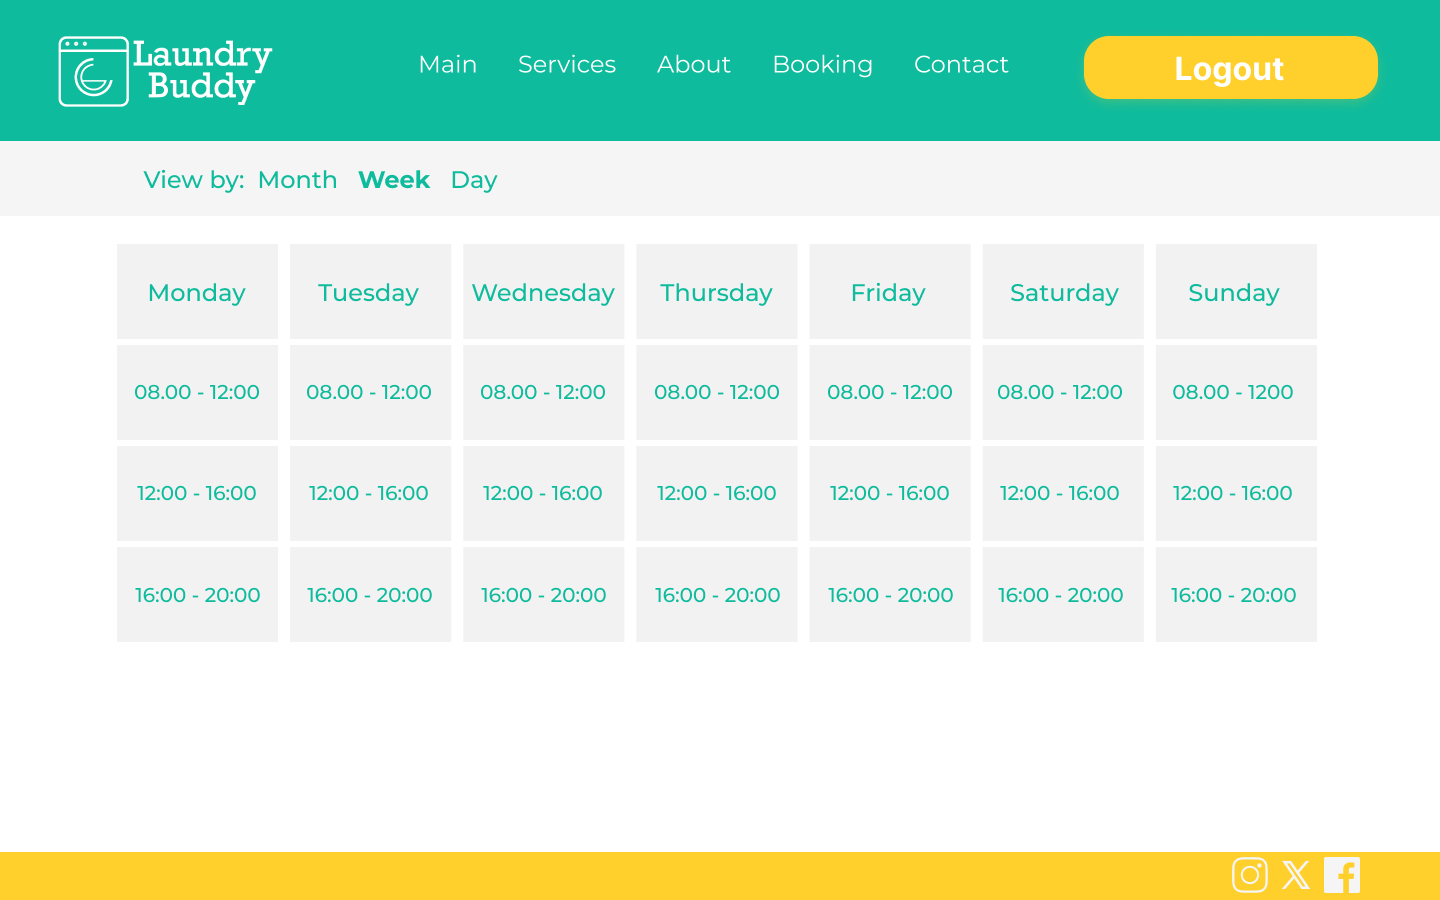 Laundry
Buddy
Main Services About Booking Contact
Logout
View by: Month Week Day
Monday Tuesday Wednesday Thursday Friday Saturday Sunday
08.00 - 12:00 08.00 - 12:00 08.00 - 12:00 08.00 - 12:00 08.00 - 12:00 08.00 - 12:00 08.00 - 1200
12:00 - 16:00 12:00 - 16:00 12:00 - 16:00 12:00 - 16:00 12:00 - 16:00 12:00 - 16:00 12:00 - 16:00
16:00 - 20:00 16:00 - 20:00 16:00 - 20:00 16:00 - 20:00 16:00 - 20:00 16:00 - 20:00 16:00 - 20:00